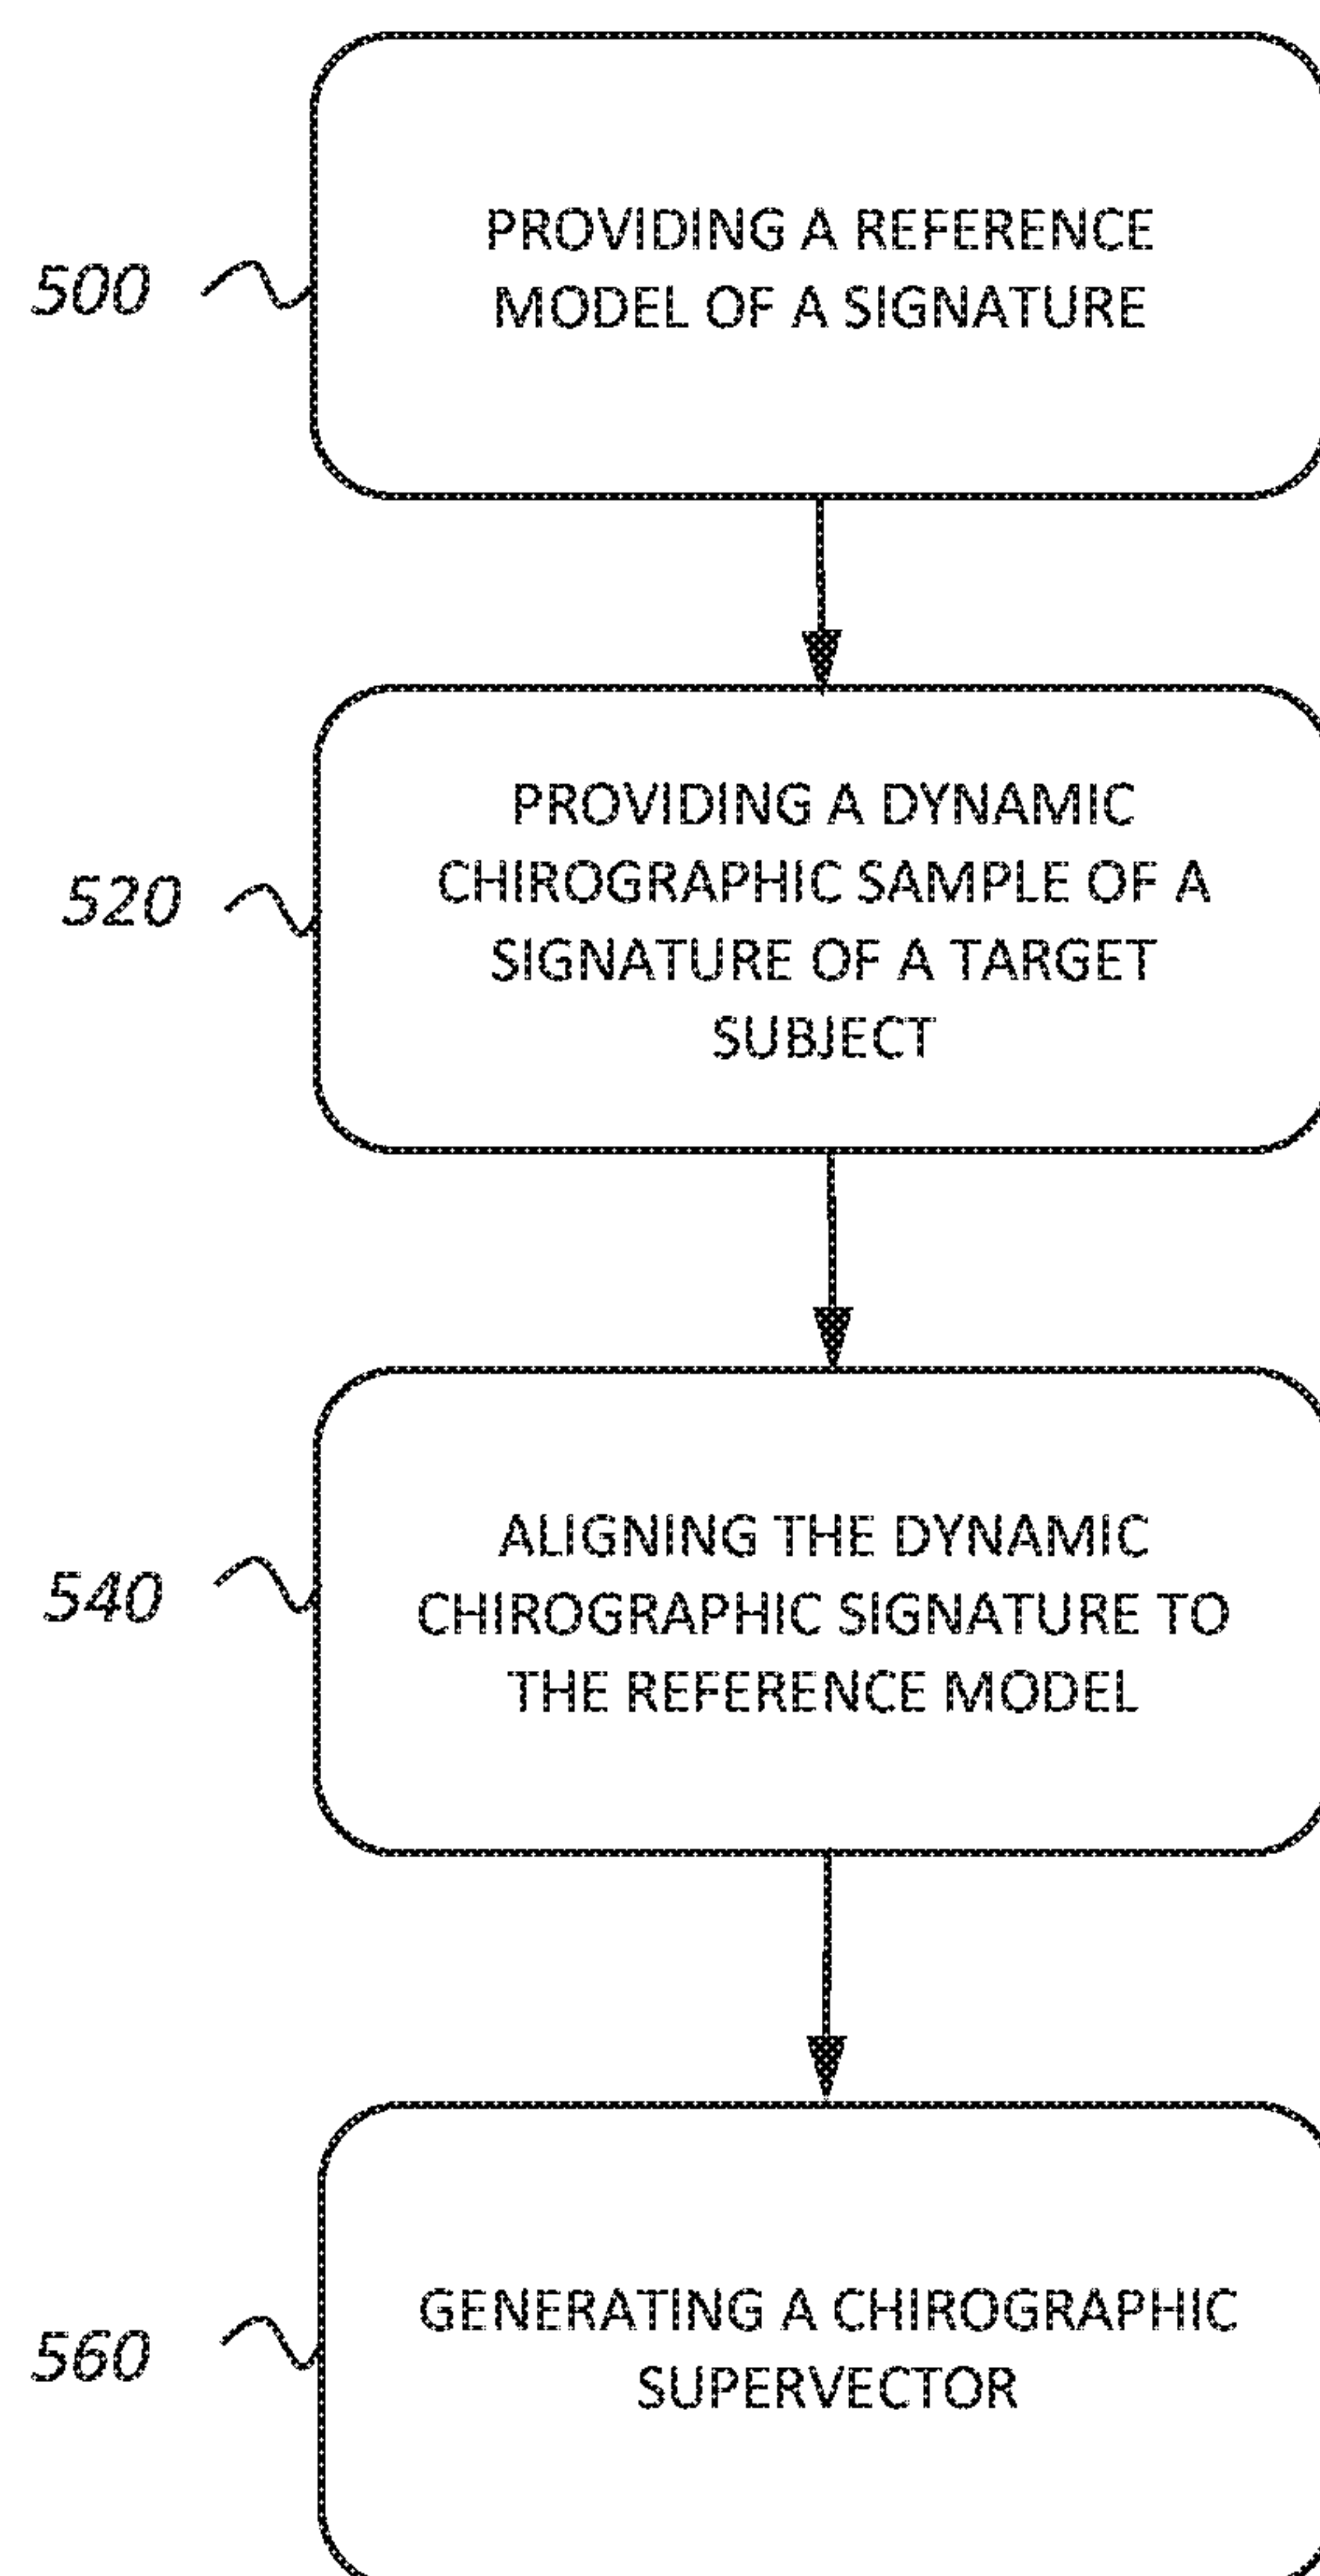 500
PROVIDING A REFERENCE
MODEL OF A SIGNATURE
520
PROVIDING A DYNAMIC
CHIROGRAPHIC SAMPLE OF A
SIGNATURE OF A TARGET
SUBJECT
540
ALIGNING THE DYNAMIC
CHIROGRAPHIC SIGNATURE TO
THE REFERENCE MODEL
560
GENERATING A CHIROGRAPHIC
SUPERVECTOR